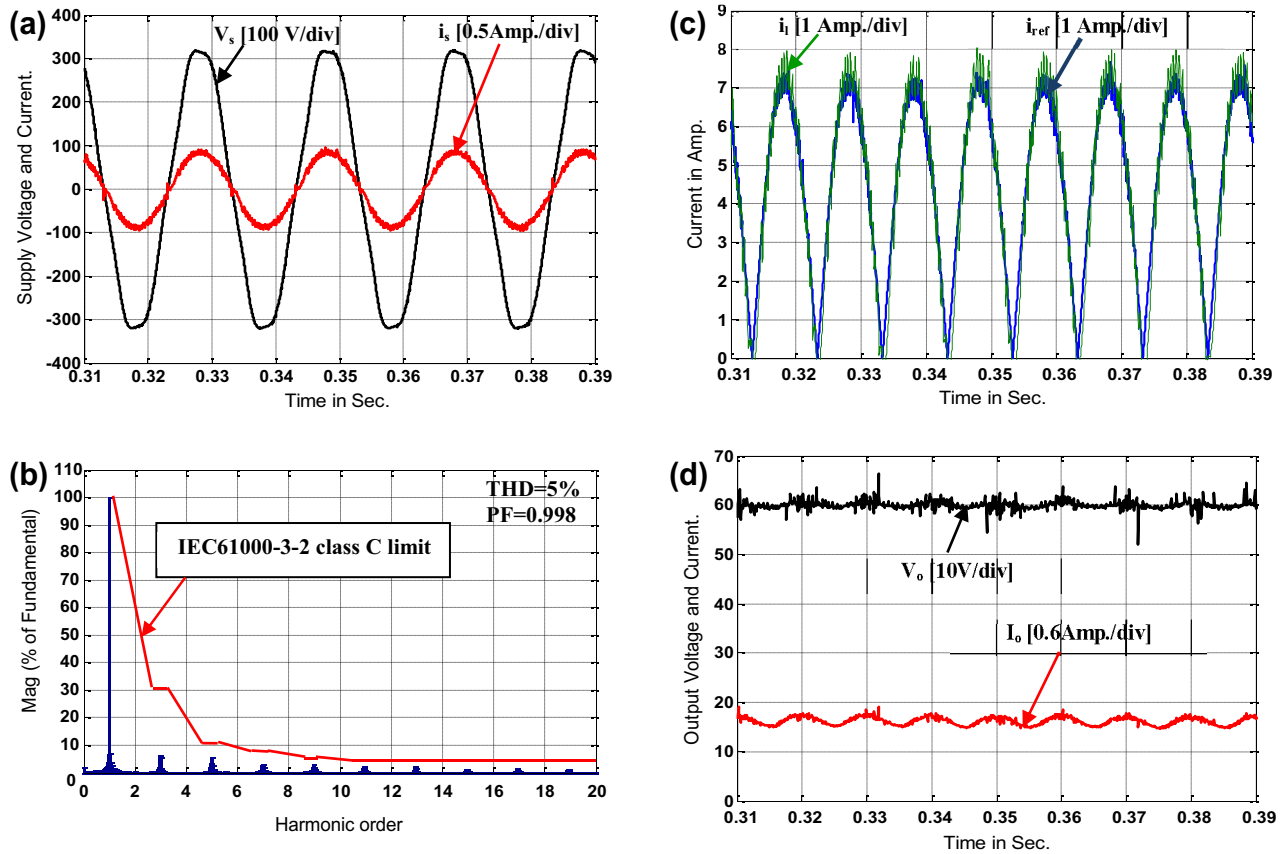 (a)
V_s [100 V/div]
i_s [0.5Amp./div]
Supply Voltage and Current.
400
300
200
100
0
-100
-200
-300
-400
0.31 0.32 0.33 0.34 0.35 0.36 0.37 0.38 0.39
Time in Sec.
(c)
i_l [1 Amp./div]
i_ref [1 Amp./div]
Current in Amp.
9
8
7
6
5
4
3
2
1
0
0.31 0.32 0.33 0.34 0.35 0.36 0.37 0.38 0.39
Time in Sec.
(b)
THD=5%
PF=0.998
IEC61000-3-2 class C limit
Mag (% of Fundamental)
110
100
90
80
70
60
50
40
30
20
10
0
0 2 4 6 8 10 12 14 16 18 20
Harmonic order
(d)
V_o [10V/div]
I_o [0.6Amp./div]
Output Voltage and Current.
70
60
50
40
30
20
10
0
0.31 0.32 0.33 0.34 0.35 0.36 0.37 0.38 0.39
Time in Sec.